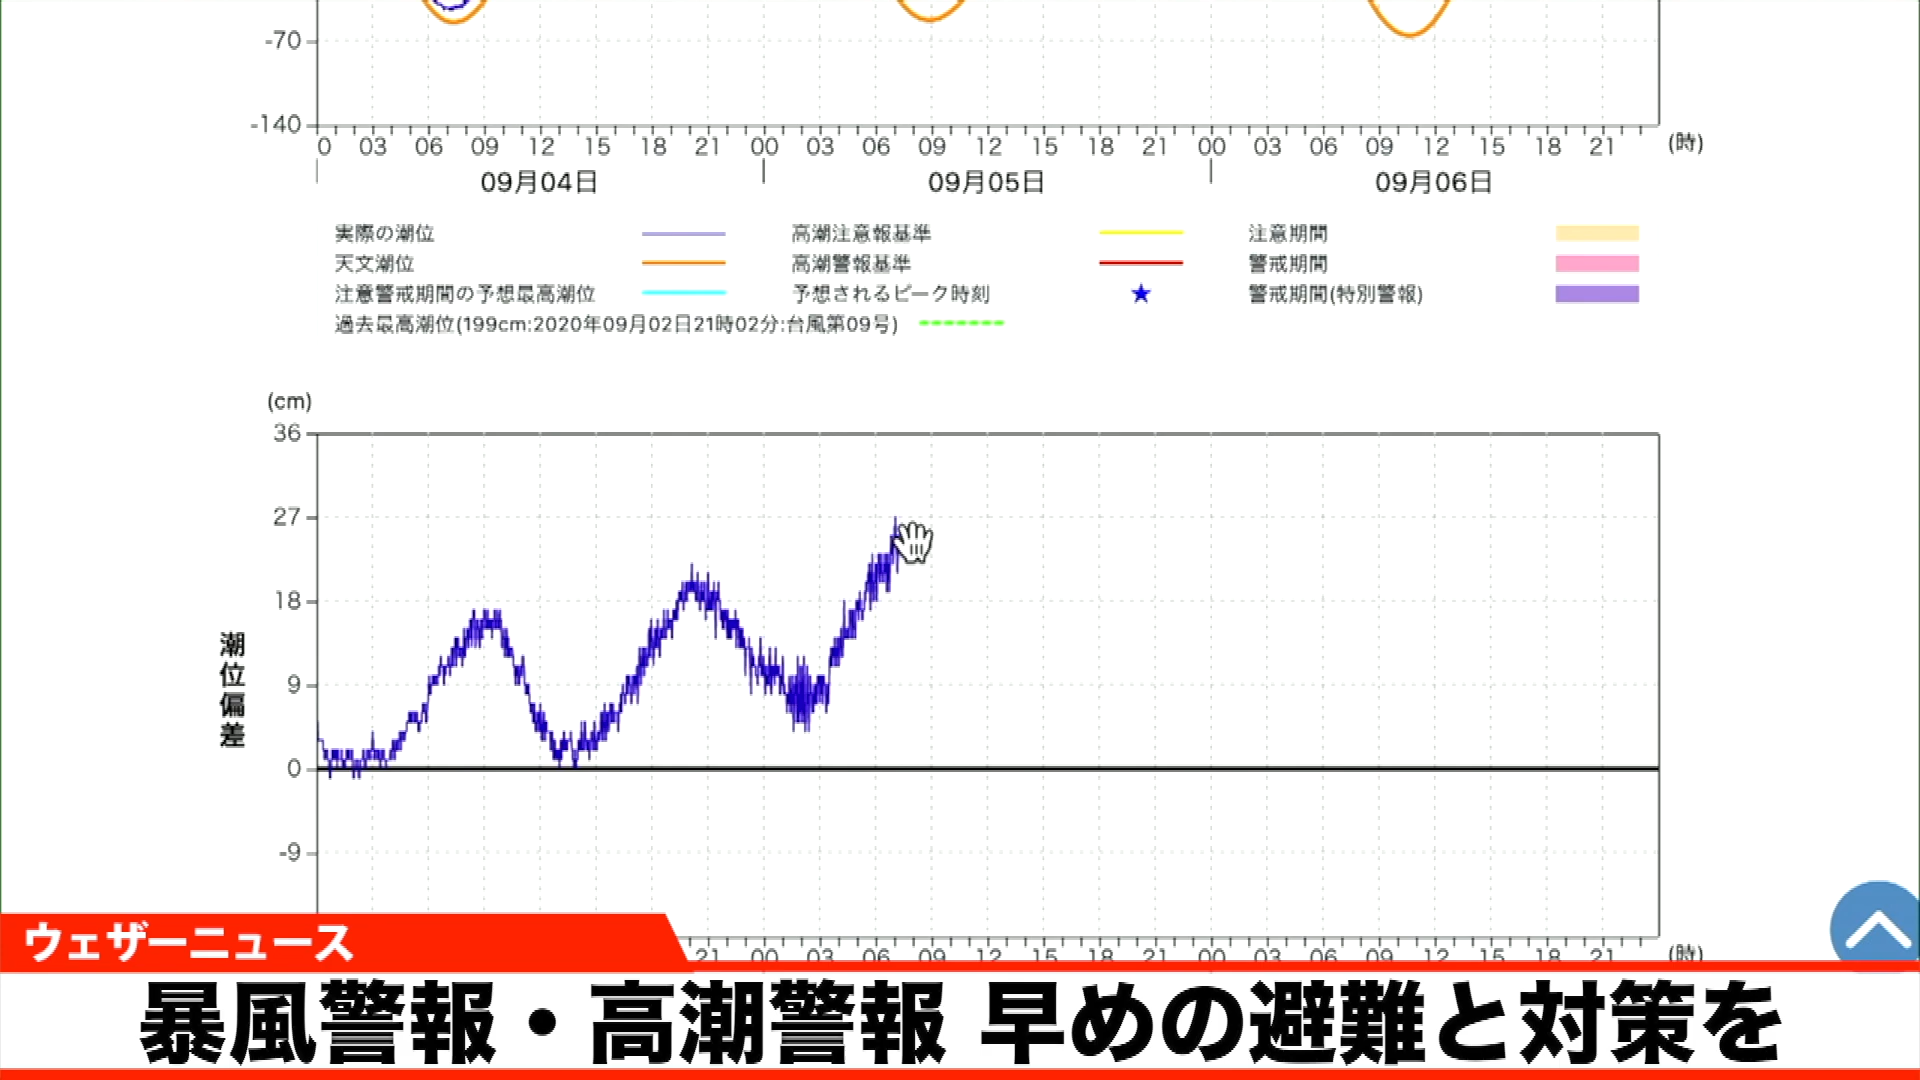 -70
-140
0 03 06 09 12 15 18 21 00 03 06 09 12 15 18 21 00 03 06 09 12 15 18 21 (時)
09月04日 09月05日 09月06日
実際の潮位 高潮注意報基準 注意期間
天文潮位 高潮警報基準 警戒期間
注意警戒期間の予想最高潮位 予想されるピーク時刻 警戒期間(特別警報)
過去最高潮位(199cm:2020年09月02日21時02分:台風第09号)
(cm)
36
27
18
潮位偏差
9
0
-9
ウェザーニュース
21 00 03 06 09 12 15 18 21 00 03 06 09 12 15 18 21 (時)
暴風警報・高潮警報 早めの避難と対策を